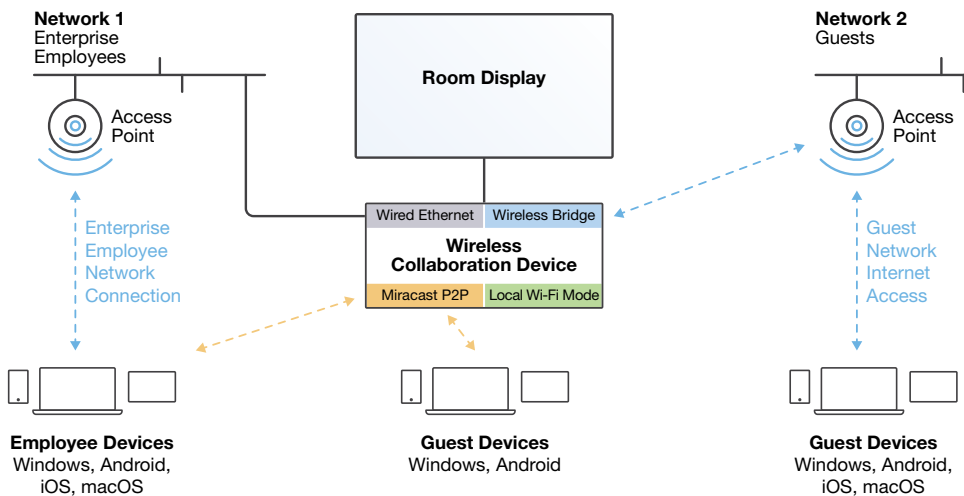 Network 1
Enterprise
Employees
Room Display
Network 2
Guests
Access
Point
Access
Point
Wired Ethernet
Wireless Bridge
Wireless
Collaboration Device
Miracast P2P
Local Wi-Fi Mode
Enterprise
Employee
Network
Connection
Guest
Network
Internet
Access
Employee Devices
Windows, Android,
iOS, macOS
Guest Devices
Windows, Android
Guest Devices
Windows, Android,
iOS, macOS